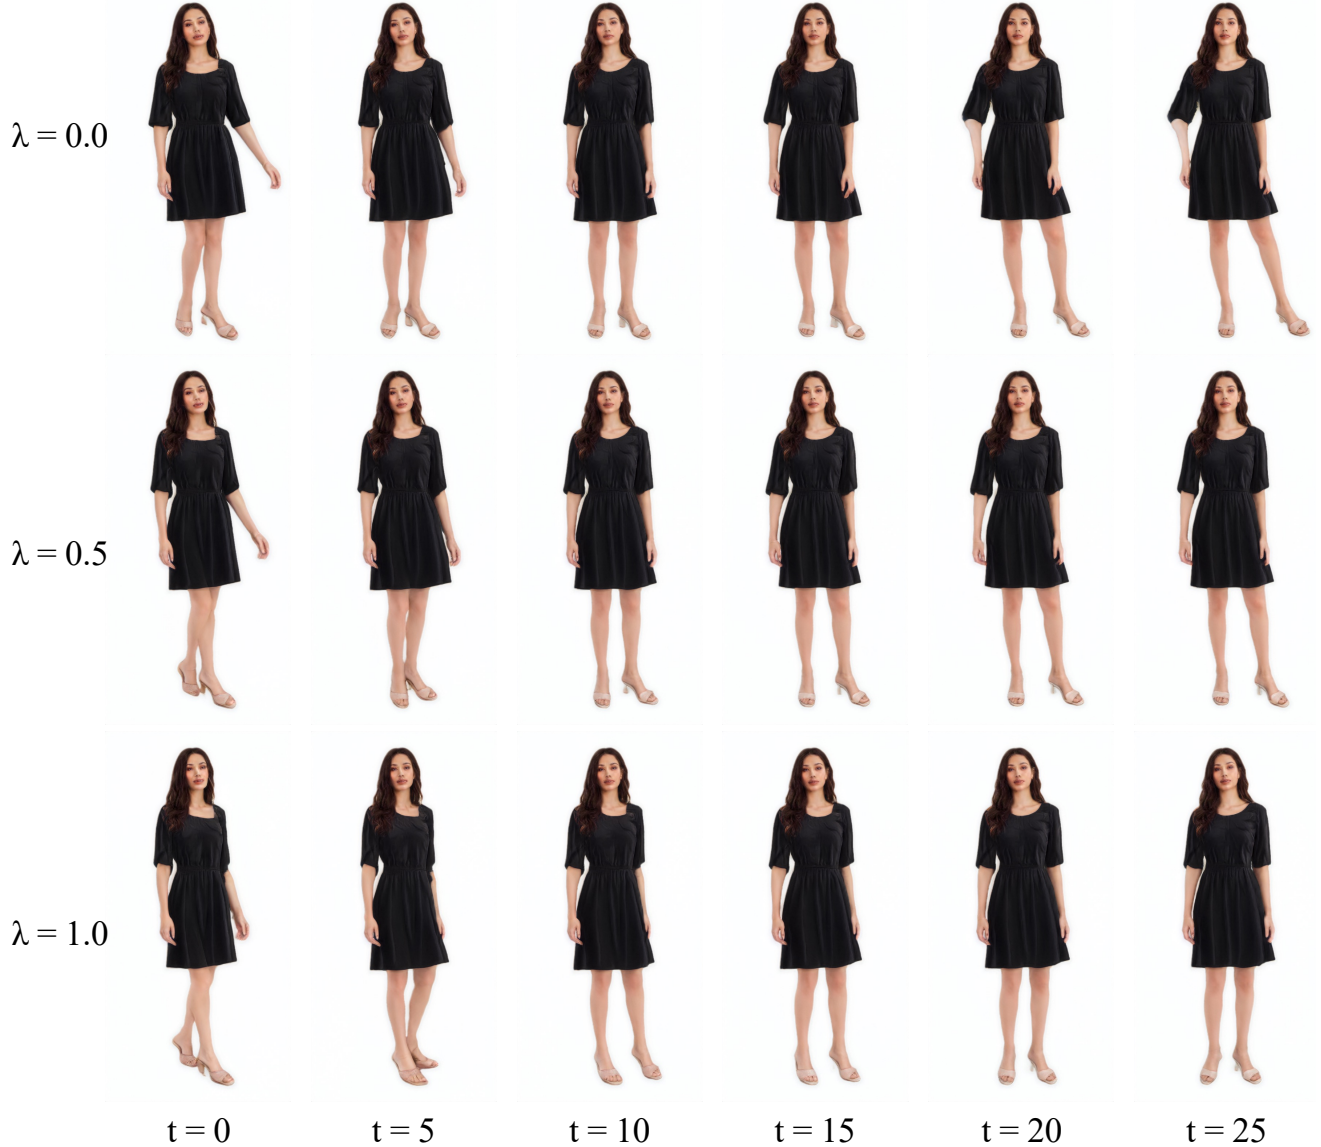 λ = 0.0
λ = 0.5
λ = 1.0
t = 0 t = 5 t = 10 t = 15 t = 20 t = 25